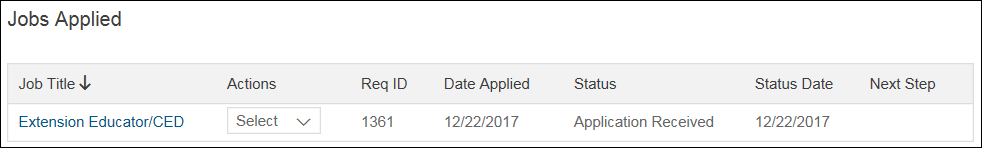 Jobs Applied
Job Title Actions Req ID Date Applied Status Status Date Next Step
Extension Educator/CED Select 1361 12/22/2017 Application Received 12/22/2017